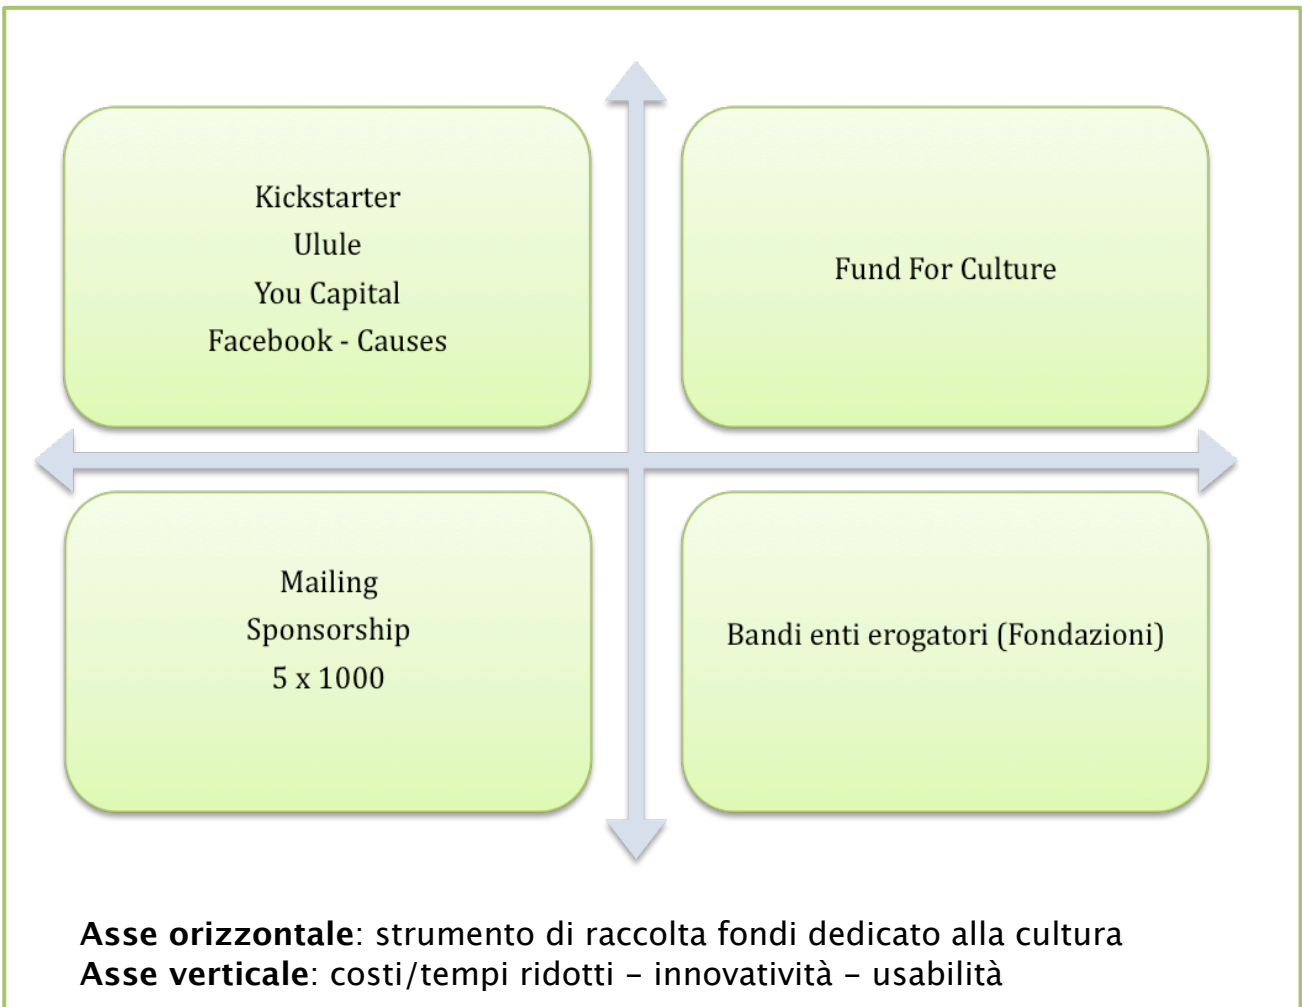 Kickstarter
Ulule
You Capital
Facebook - Causes
Fund For Culture
Mailing
Sponsorship
5 x 1000
Bandi enti erogatori (Fondazioni)
Asse orizzontale: strumento di raccolta fondi dedicato alla cultura
Asse verticale: costi/tempi ridotti – innovatività – usabilità